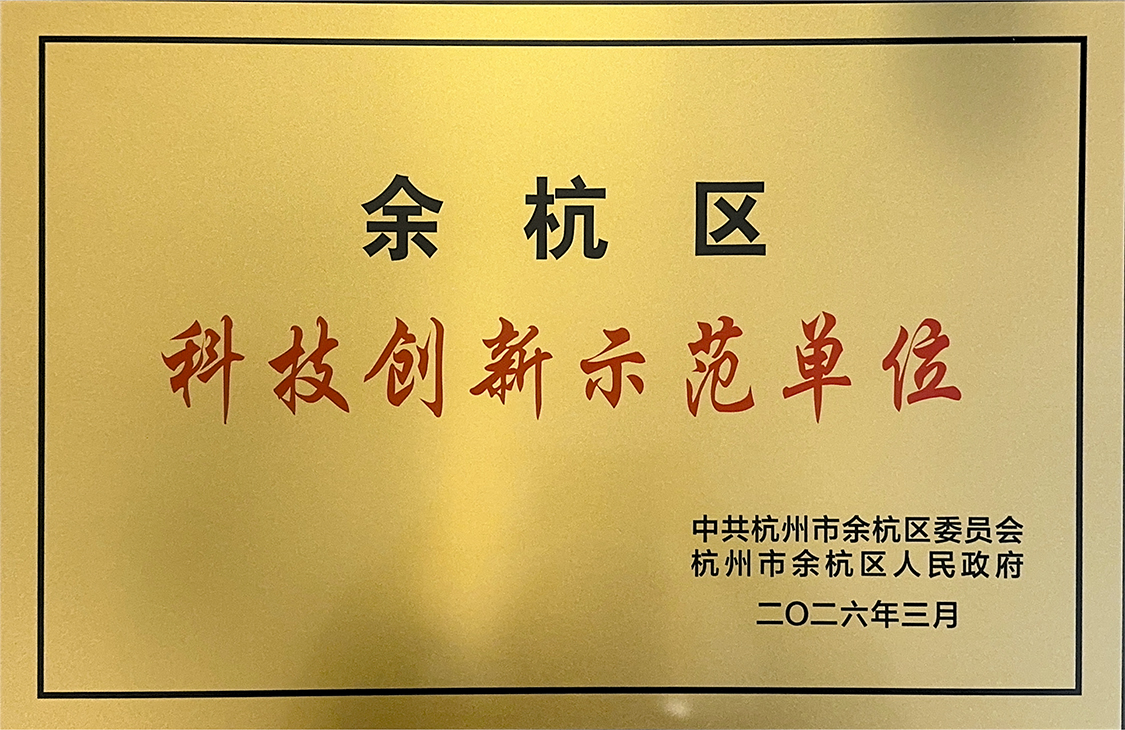 余杭区
科技创新示范单位
中共杭州市余杭区委员会
杭州市余杭区人民政府
二〇二六年三月